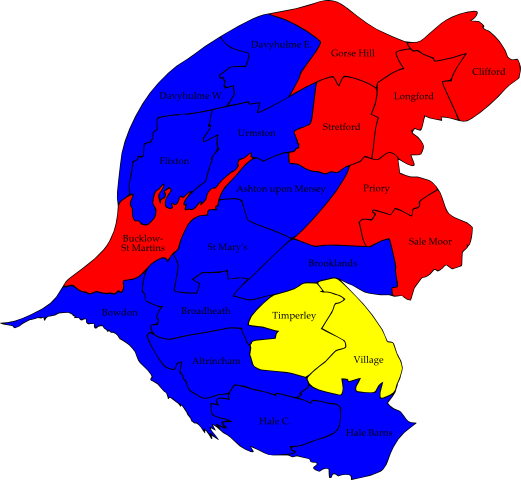 Davyhulme E.
Gorse Hill
Clifford
Davyhulme W.
Longford
Urmston
Stretford
Flixton
Ashton upon Mersey
Priory
Bucklow-
St Martins
St Mary's
Sale Moor
Brooklands
Bowdon
Broadheath
Timperley
Altrincham
Village
Hale C.
Hale Barns